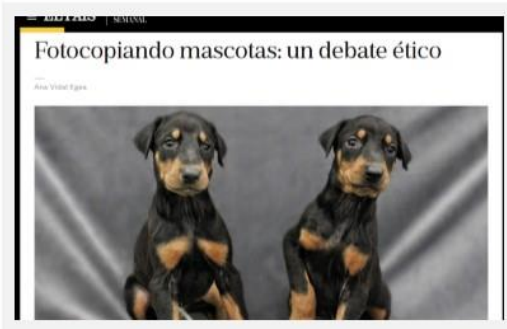 EL PAÍS SEMANAL
Fotocopiando mascotas: un debate ético
Ana Vidal Egea